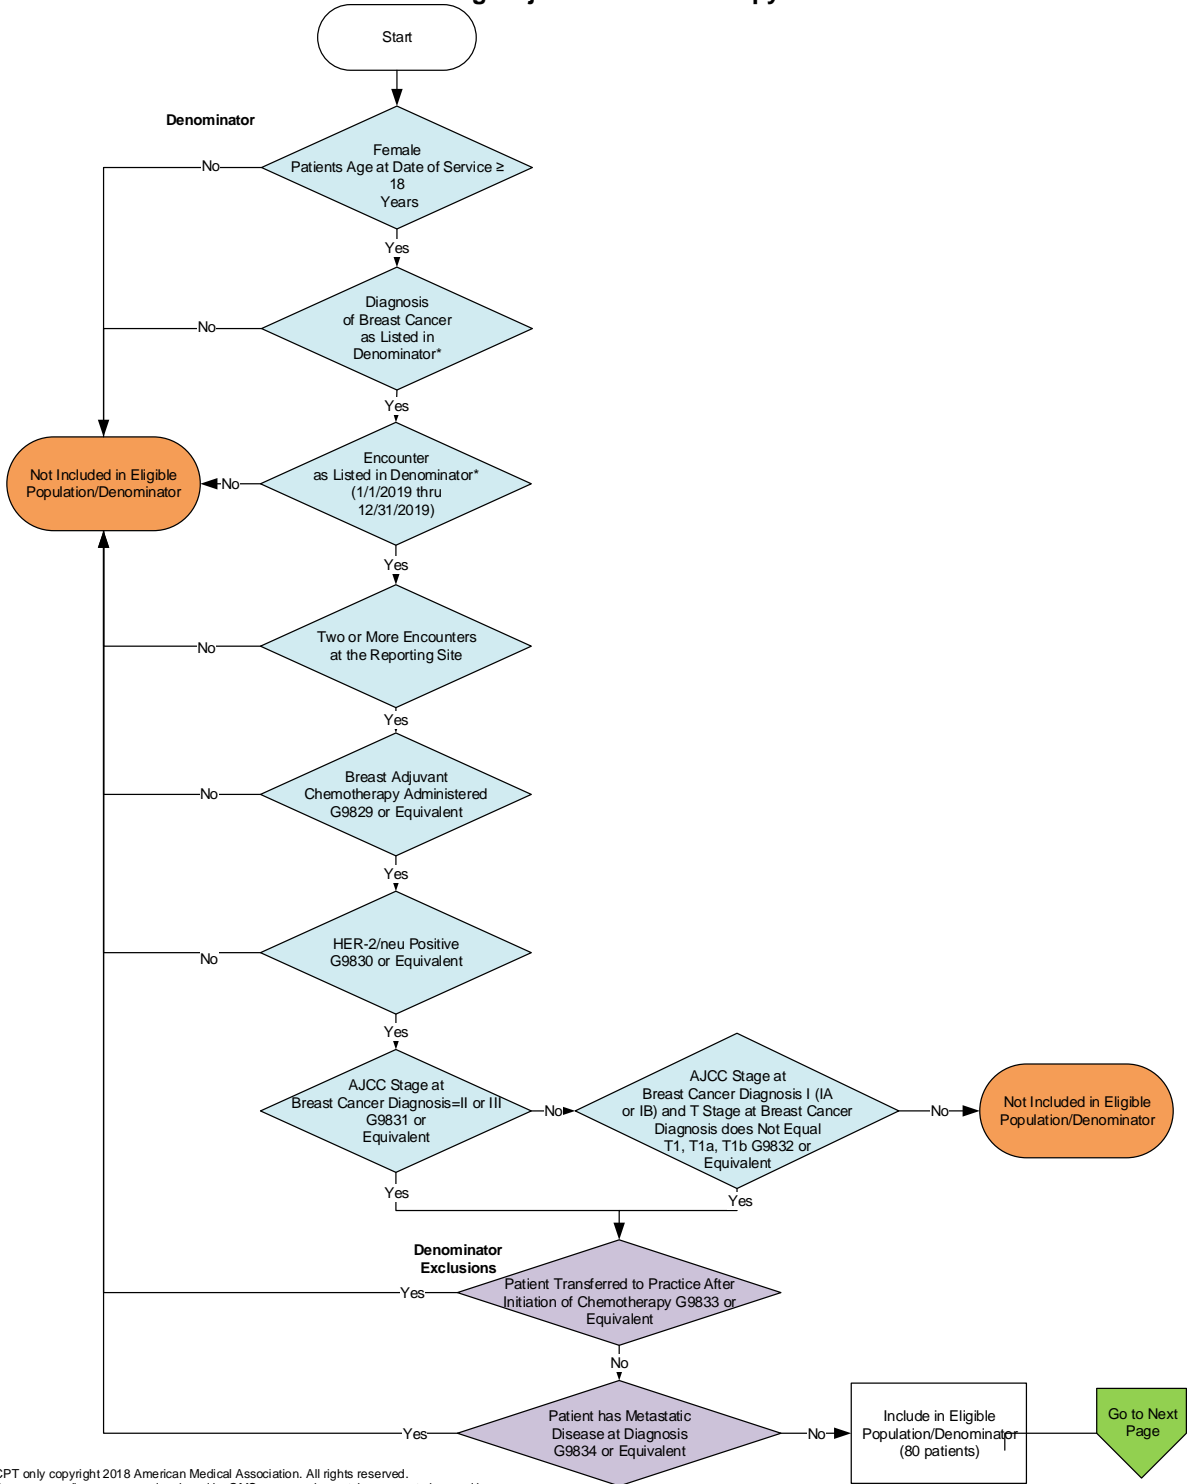 Start
Denominator
Female
Patients Age at Date of Service ≥
18
Years
No
Yes
Diagnosis
of Breast Cancer
as Listed in
Denominator*
No
Yes
Not Included in Eligible
Population/Denominator
Encounter
as Listed in Denominator*
(1/1/2019 thru
12/31/2019)
No
Yes
Two or More Encounters
at the Reporting Site
No
Yes
Breast Adjuvant
Chemotherapy Administered
G9829 or Equivalent
No
Yes
HER-2/neu Positive
G9830 or Equivalent
No
Yes
AJCC Stage at
Breast Cancer Diagnosis=II or III
G9831 or
Equivalent
No
Yes
AJCC Stage at
Breast Cancer Diagnosis I (IA
or IB) and T Stage at Breast Cancer
Diagnosis does Not Equal
T1, T1a, T1b G9832 or
Equivalent
No
Yes
Not Included in Eligible
Population/Denominator
Denominator
Exclusions
Patient Transferred to Practice After
Initiation of Chemotherapy G9833 or
Equivalent
Yes
No
Patient has Metastatic
Disease at Diagnosis
G9834 or Equivalent
Yes
No
Include in Eligible
Population/Denominator
(80 patients)
Go to Next
Page
CPT only copyright 2018 American Medical Association. All rights reserved.